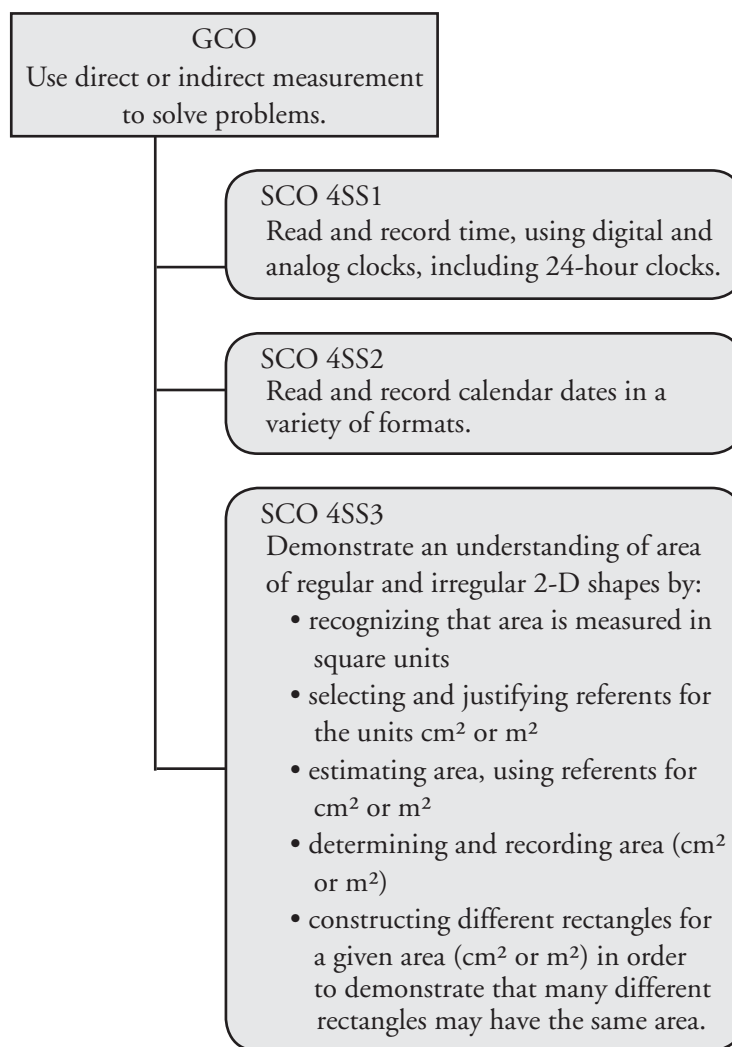 GCO
Use direct or indirect measurement
to solve problems.
SCO 4SS1
Read and record time, using digital and
analog clocks, including 24-hour clocks.
SCO 4SS2
Read and record calendar dates in a
variety of formats.
SCO 4SS3
Demonstrate an understanding of area
of regular and irregular 2-D shapes by:
• recognizing that area is measured in
square units
• selecting and justifying referents for
the units cm² or m²
• estimating area, using referents for
cm² or m²
• determining and recording area (cm²
or m²)
• constructing different rectangles for
a given area (cm² or m²) in order
to demonstrate that many different
rectangles may have the same area.